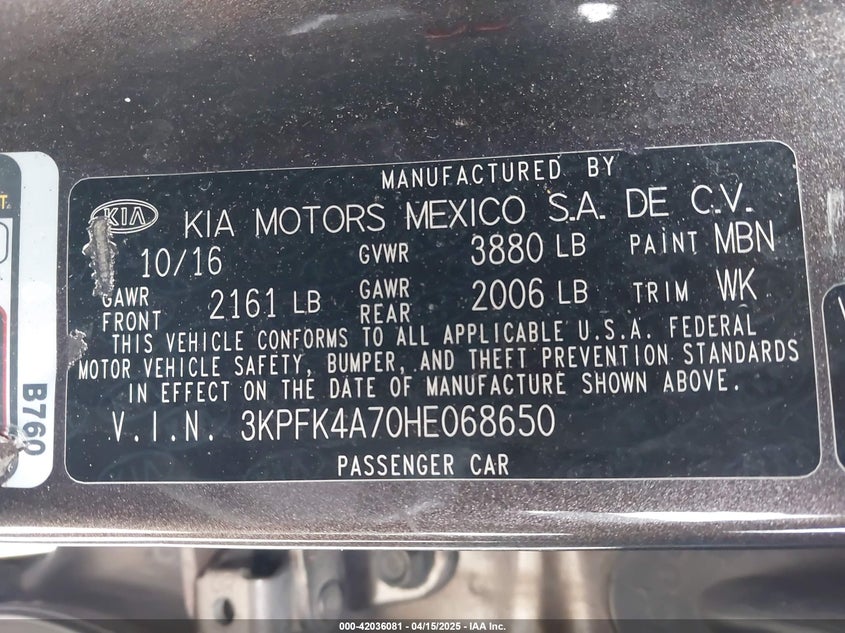 MANUFACTURED BY
KIA KIA MOTORS MEXICO S.A. DE C.V.
10/16 GVWR 3880 LB PAINT MBN
GAWR FRONT 2161 LB GAWR REAR 2006 LB TRIM WK
THIS VEHICLE CONFORMS TO ALL APPLICABLE U.S.A. FEDERAL
MOTOR VEHICLE SAFETY, BUMPER, AND THEFT PREVENTION STANDARDS
IN EFFECT ON THE DATE OF MANUFACTURE SHOWN ABOVE.
V.I.N. 3KPFK4A70HE068650
PASSENGER CAR
B760
000-42036081 - 04/15/2025 - IAA Inc.